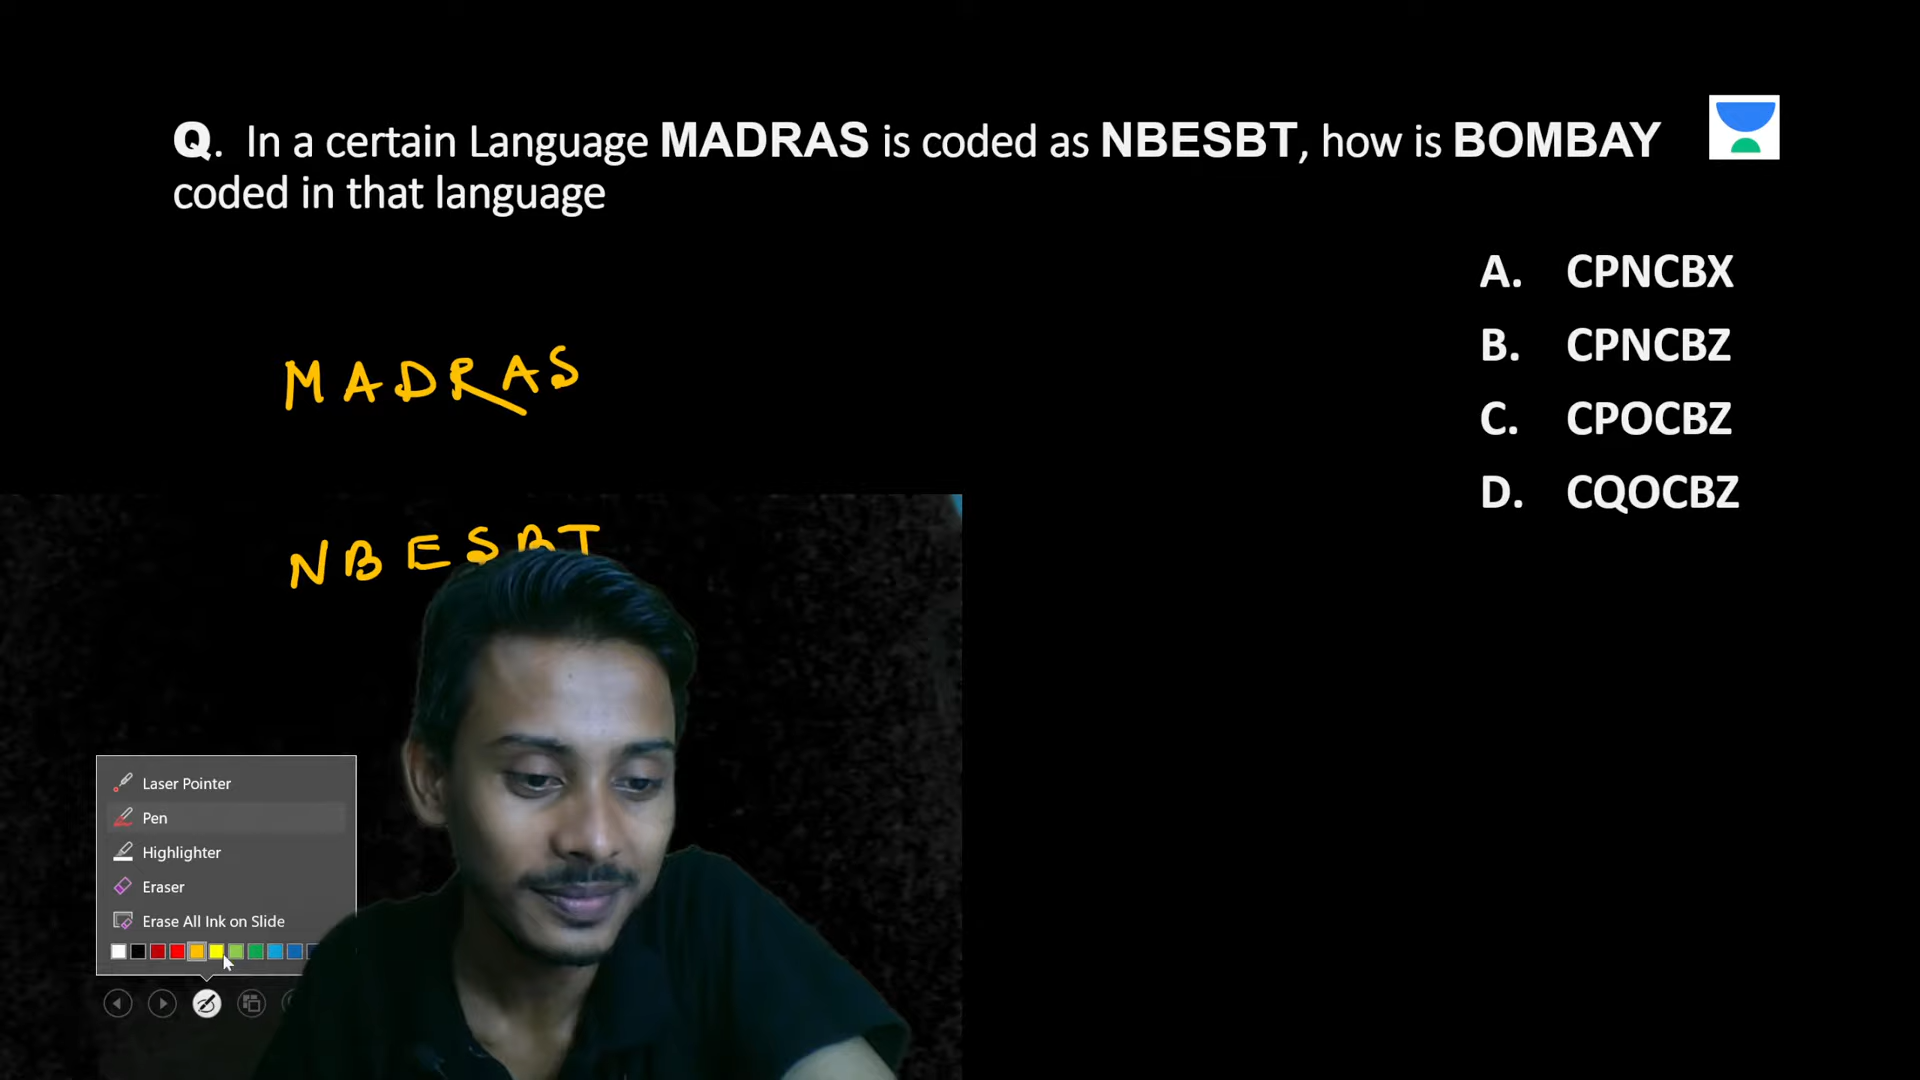 Q. In a certain Language MADRAS is coded as NBESBT, how is BOMBAY
coded in that language
A. CPNCBX
B. CPNCBZ
C. CPOCBZ
D. CQOCBZ
MADRAS
NBESBT
Laser Pointer
Pen
Highlighter
Eraser
Erase All Ink on Slide